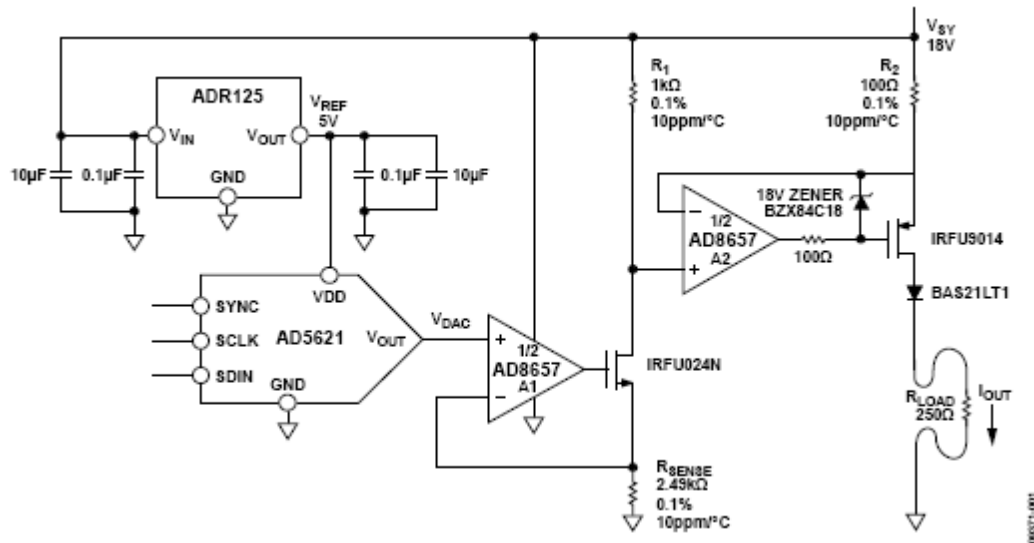 V_SY
18V
R_1
1kΩ
0.1%
10ppm/°C
R_2
100Ω
0.1%
10ppm/°C
ADR125
V_IN
V_OUT
V_REF
5V
GND
10µF
0.1µF
0.1µF
10µF
18V ZENER
BZX84C18
1/2
AD8657
A2
100Ω
IRFU9014
BAS21LT1
VDD
SYNC
SCLK
SDIN
AD5621
V_OUT
GND
V_DAC
1/2
AD8657
A1
IRFU024N
R_LOAD
250Ω
I_OUT
R_SENSE
2.49kΩ
0.1%
10ppm/°C